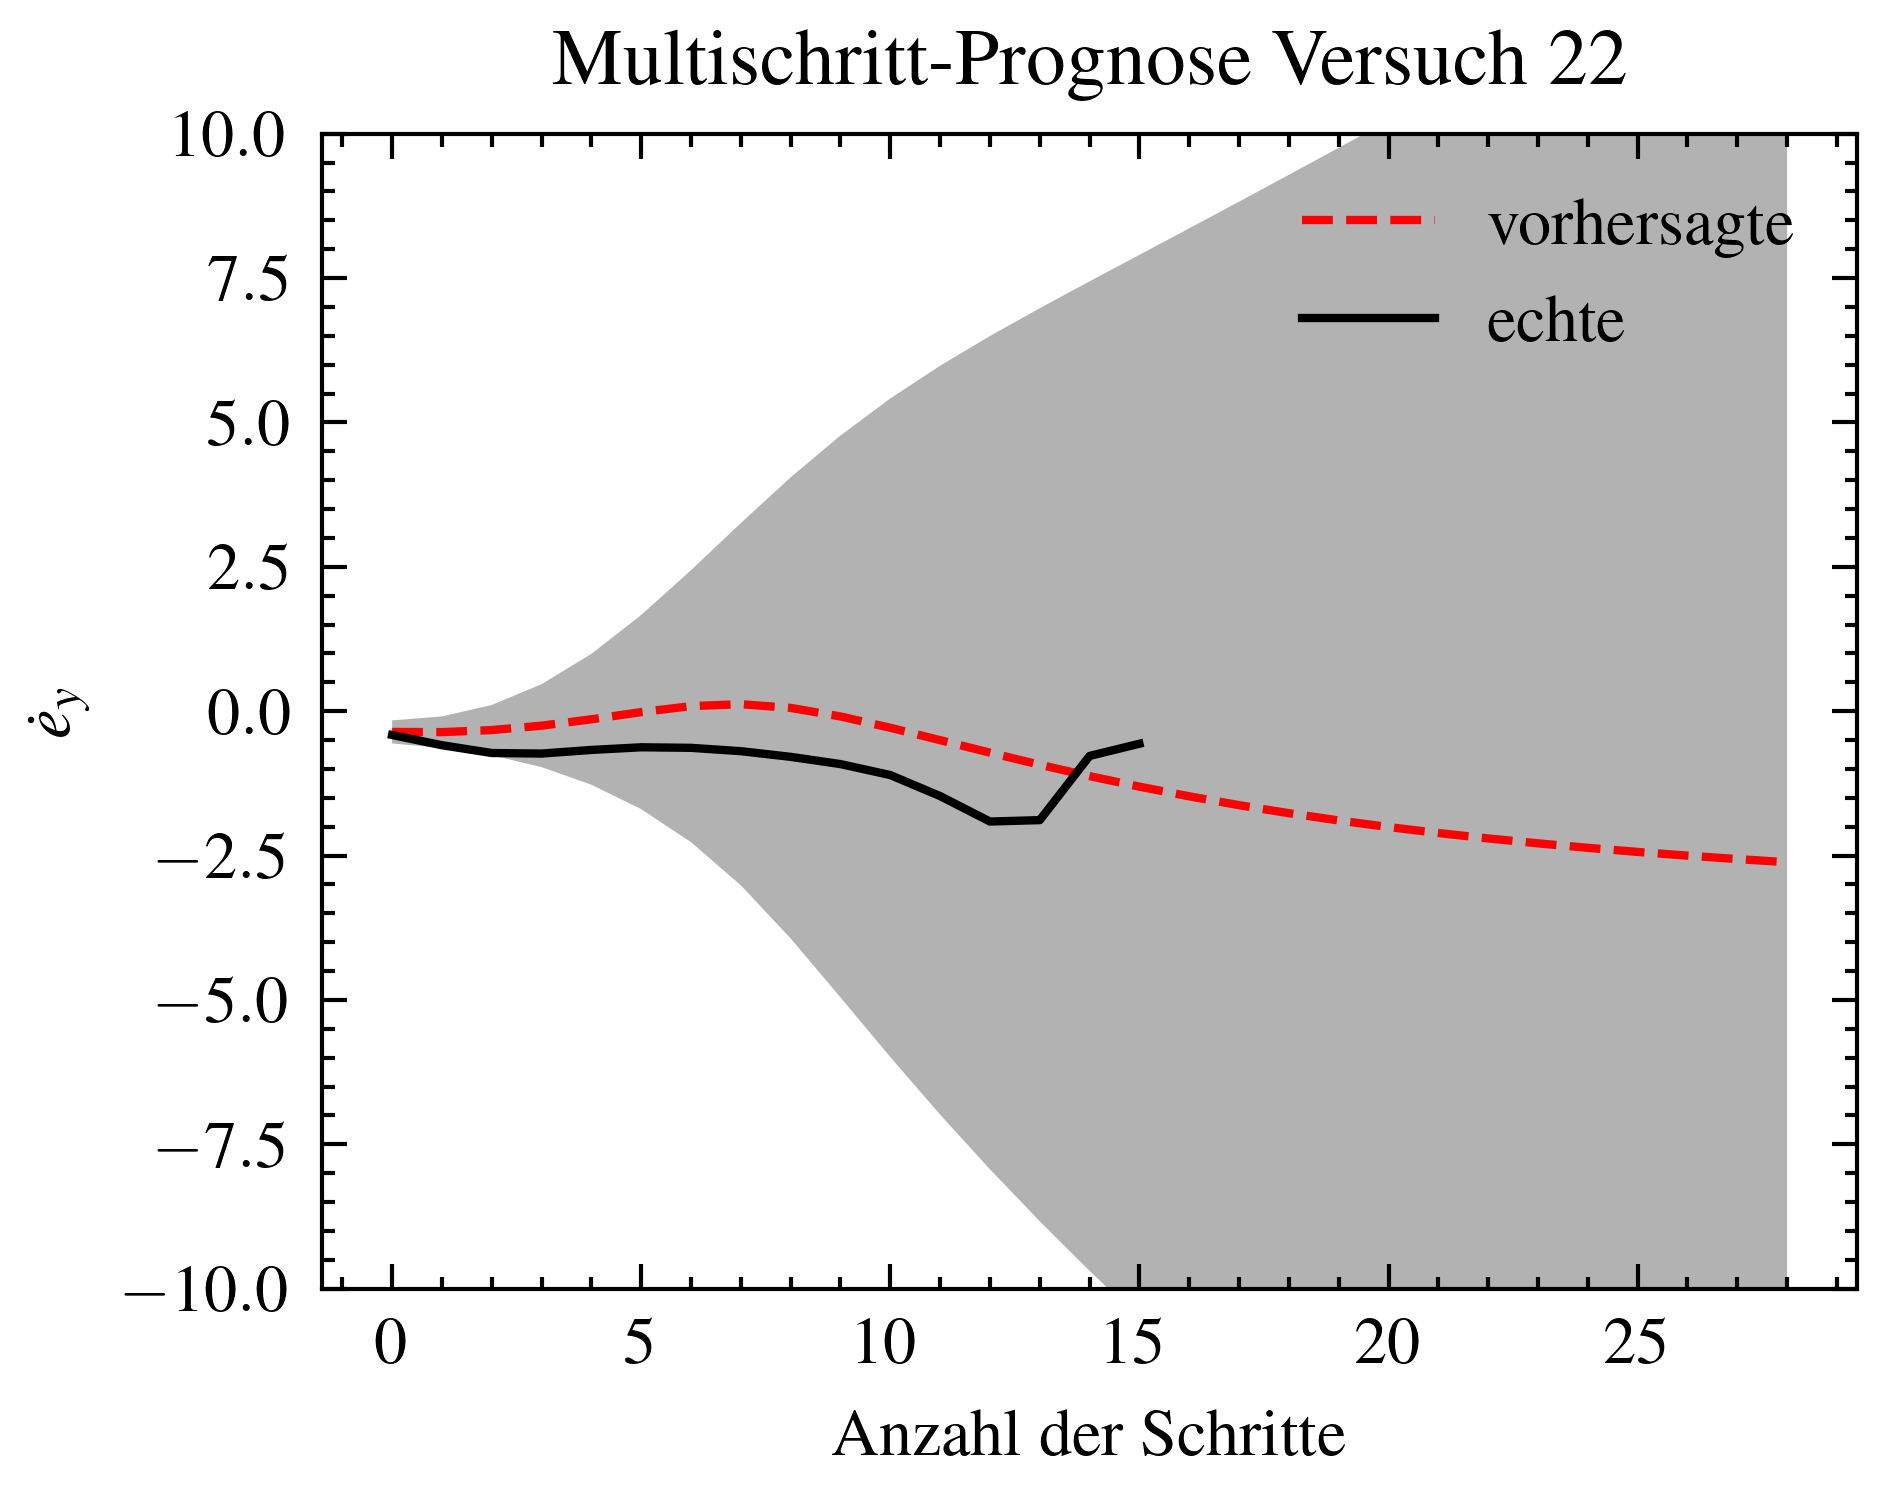 Multischritt-Prognose Versuch 22
10.0
7.5
5.0
2.5
0.0
−2.5
−5.0
−7.5
−10.0
ė_y
vorhersagte
echte
0 5 10 15 20 25
Anzahl der Schritte